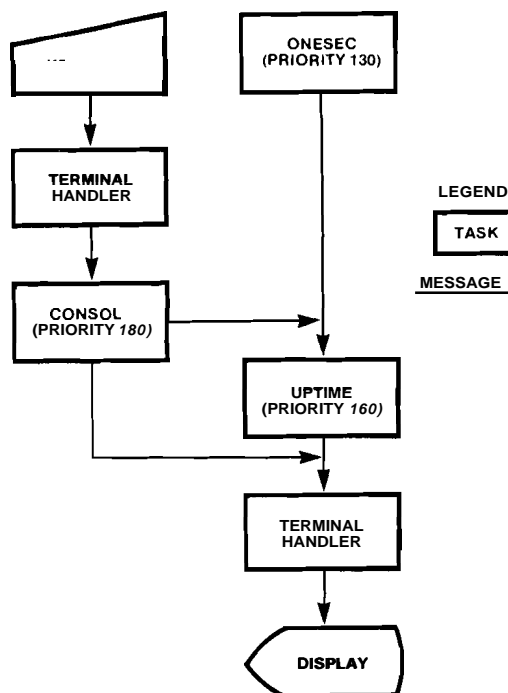 ONESEC
(PRIORITY 130)
TERMINAL
HANDLER
LEGEND
TASK
MESSAGE
CONSOL
(PRIORITY 180)
UPTIME
(PRIORITY 160)
TERMINAL
HANDLER
DISPLAY